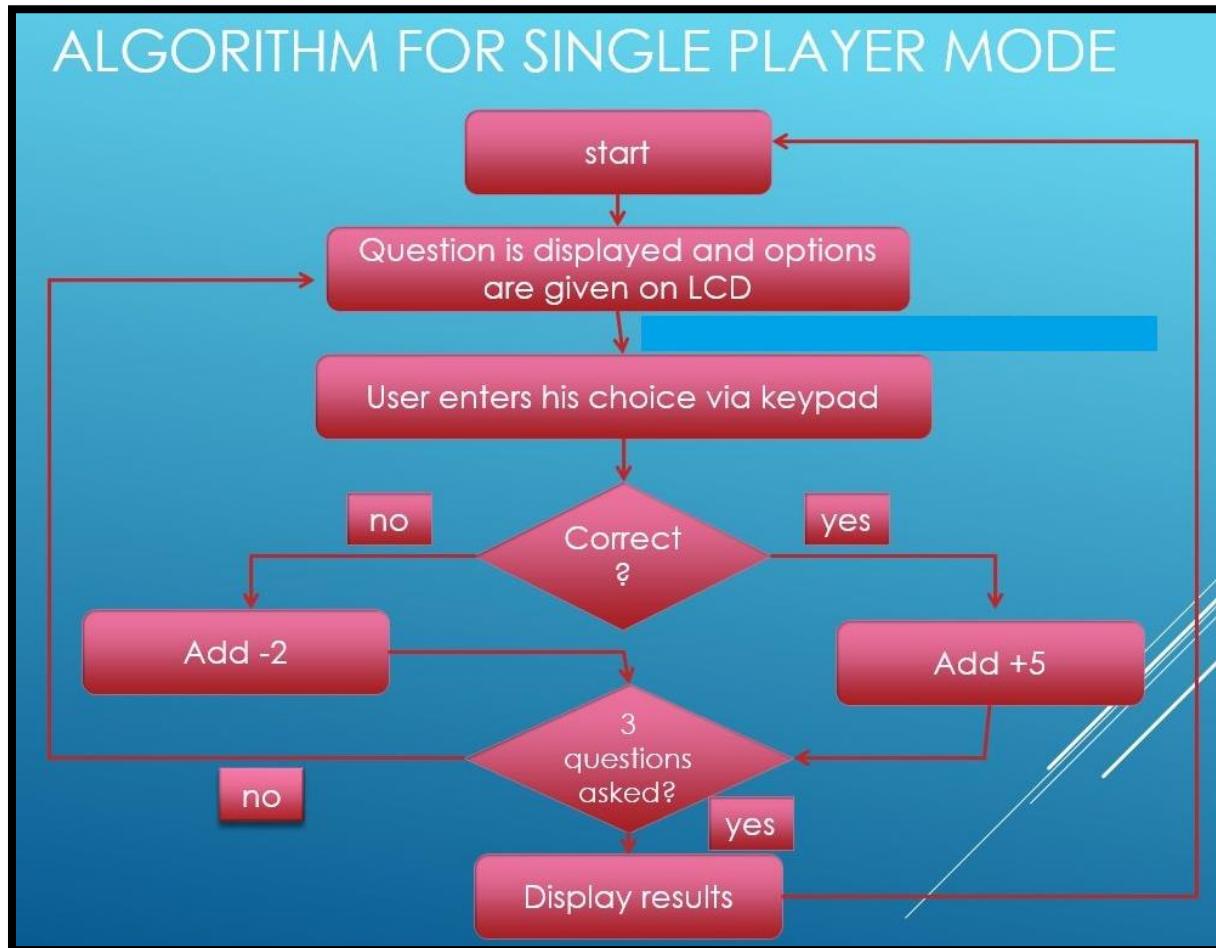 ALGORITHM FOR SINGLE PLAYER MODE
start
Question is displayed and options
are given on LCD
User enters his choice via keypad
no
yes
Correct
?
Add -2
Add +5
3
questions
asked?
no
yes
Display results